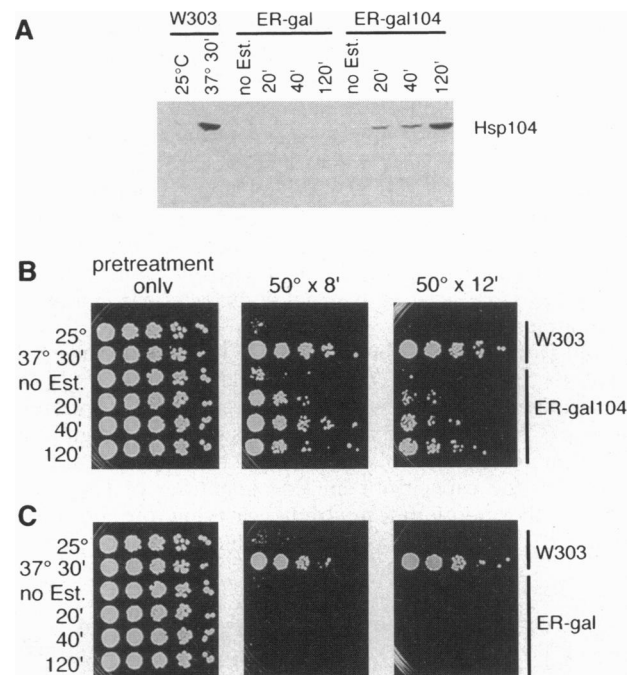 A
W303 ER-gal ER-gal104
25°C 37° 30' no Est. 20' 40' 120' no Est. 20' 40' 120'
Hsp104
B
pretreatment
only 50° x 8' 50° x 12'
25°
37° 30'
W303
no Est.
20'
40'
120'
ER-gal104
C
25°
37° 30'
W303
no Est.
20'
40'
120'
ER-gal